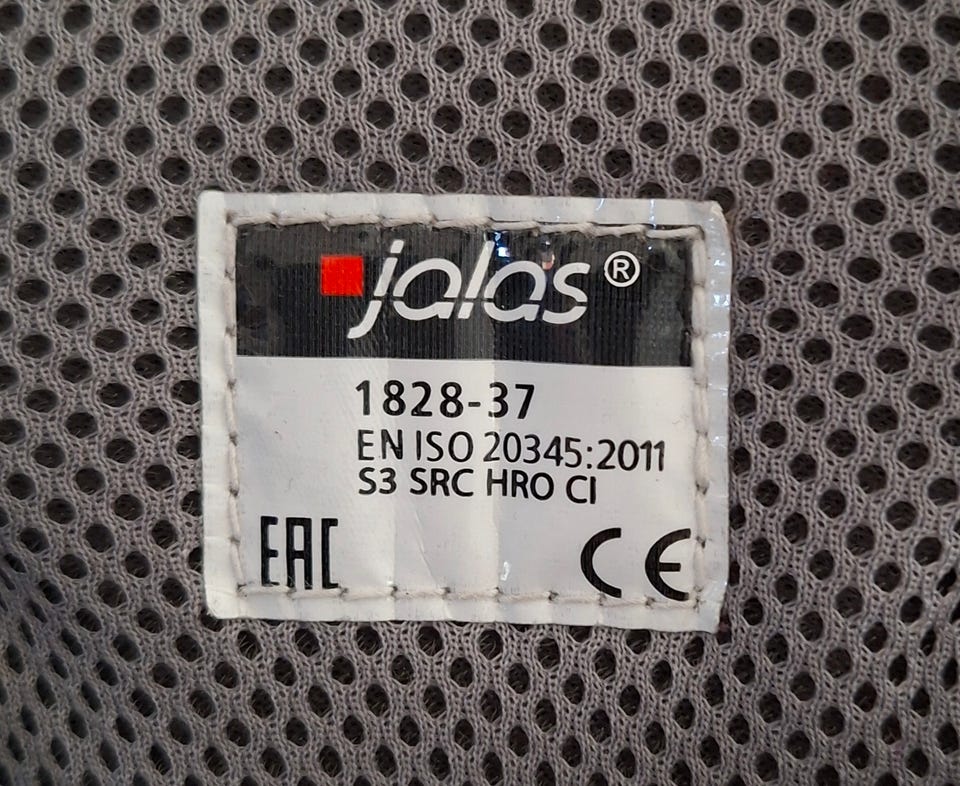 jalas®
1828-37
EN ISO 20345:2011
S3 SRC HRO CI
EAC CE